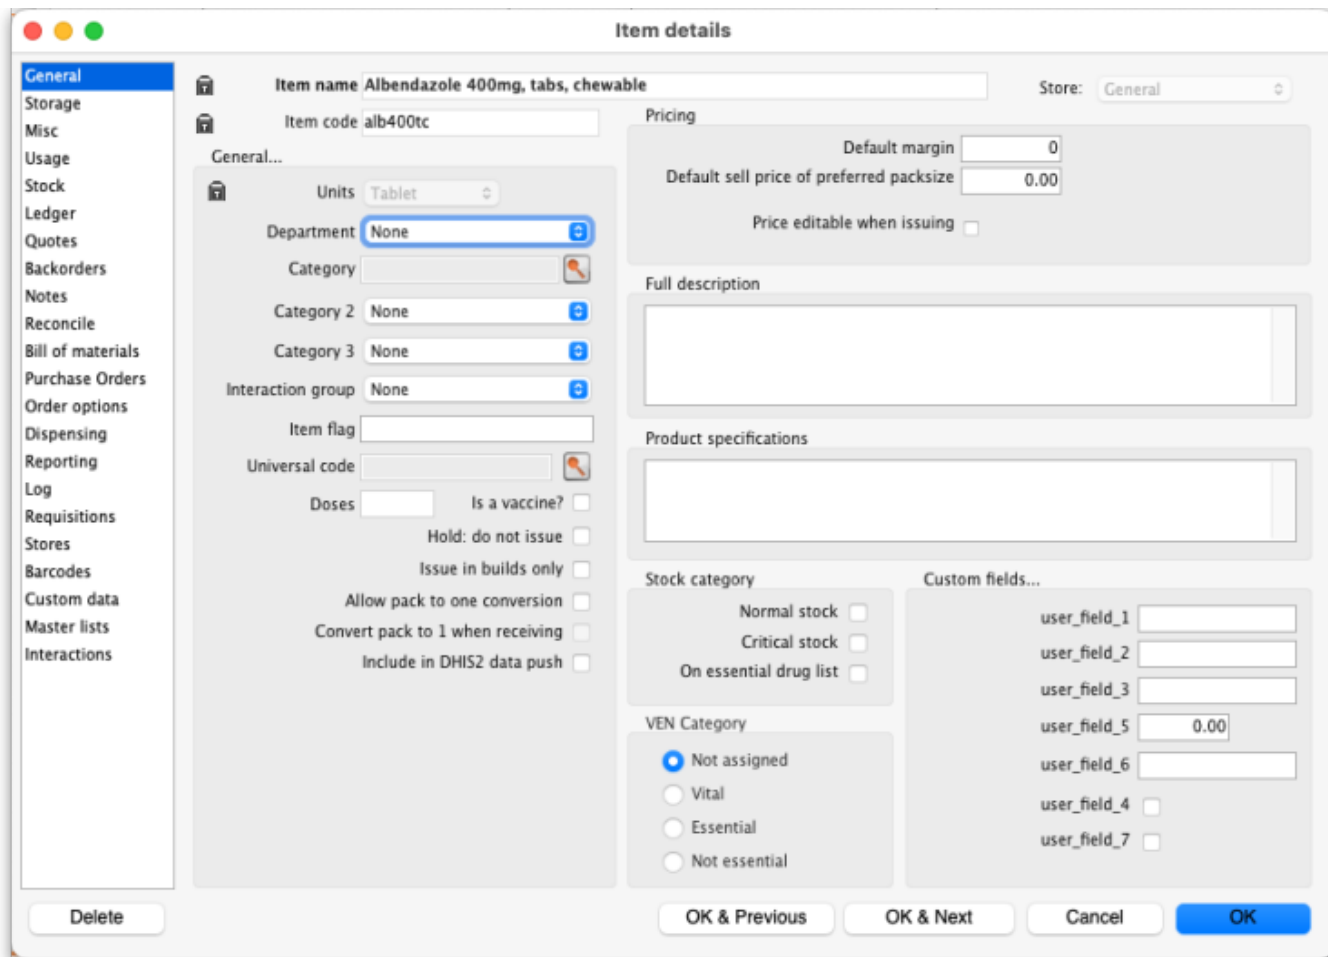 Item details
General
Storage
Misc
Usage
Stock
Ledger
Quotes
Backorders
Notes
Reconcile
Bill of materials
Purchase Orders
Order options
Dispensing
Reporting
Log
Requisitions
Stores
Barcodes
Custom data
Master lists
Interactions
Item name Albendazole 400mg, tabs, chewable
Store: General
Item code alb400tc
General...
Units Tablet
Department None
Category
Category 2 None
Category 3 None
Interaction group None
Item flag
Universal code
Doses Is a vaccine?
Hold: do not issue
Issue in builds only
Allow pack to one conversion
Convert pack to 1 when receiving
Include in DHIS2 data push
Pricing
Default margin 0
Default sell price of preferred packsize 0.00
Price editable when issuing
Full description
Product specifications
Stock category
Normal stock
Critical stock
On essential drug list
VEN Category
Not assigned
Vital
Essential
Not essential
Custom fields...
user_field_1
user_field_2
user_field_3
user_field_5 0.00
user_field_6
user_field_4
user_field_7
Delete
OK & Previous
OK & Next
Cancel
OK